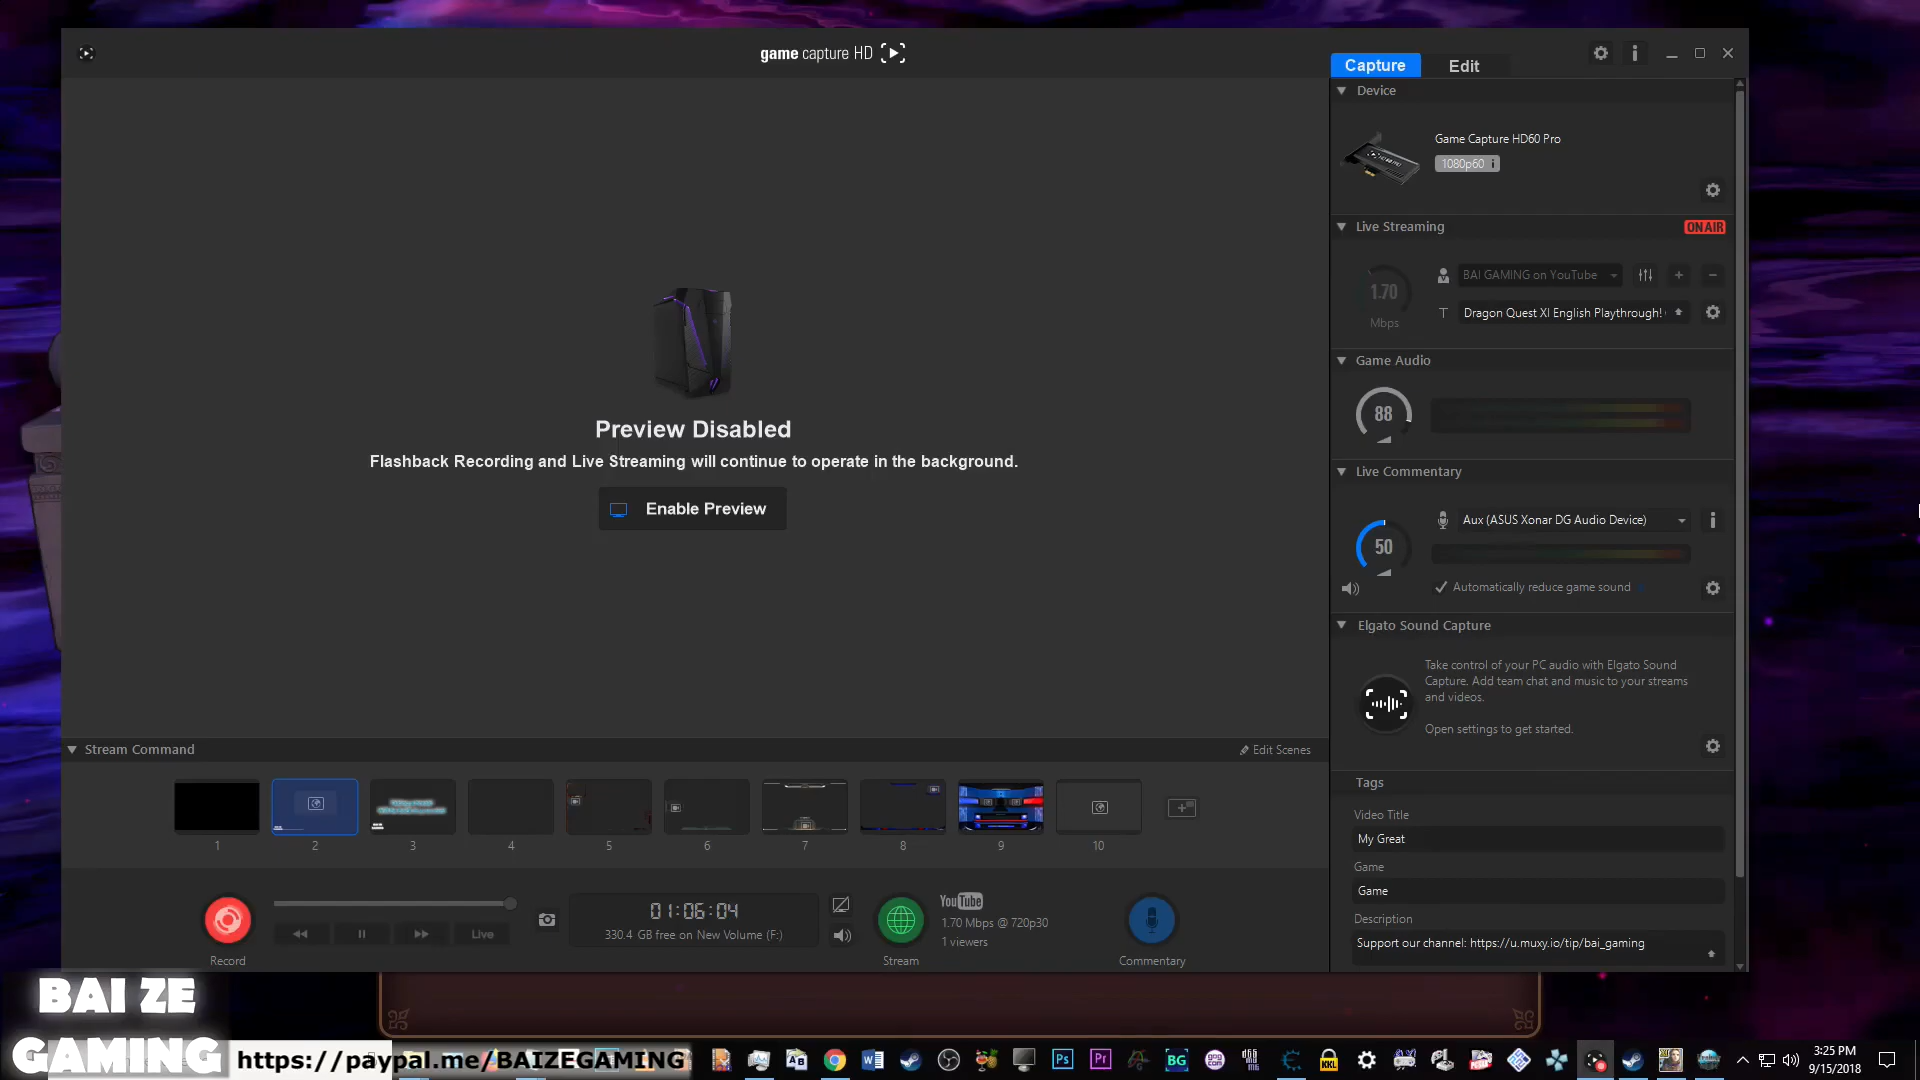 game capture HD
Capture
Edit
Device
Game Capture HD60 Pro
1080p60 i
Live Streaming
ON AIR
1.70
Mbps
BAI GAMING on YouTube
T
Dragon Quest XI English Playthrough!
Game Audio
88
Live Commentary
50
Aux (ASUS Xonar DG Audio Device)
Automatically reduce game sound
Elgato Sound Capture
Take control of your PC audio with Elgato Sound
Capture. Add team chat and music to your streams
and videos.
Open settings to get started.
Tags
Video Title
My Great
Game
Game
Description
Support our channel: https://u.muxy.io/tip/bai_gaming
Preview Disabled
Flashback Recording and Live Streaming will continue to operate in the background.
Enable Preview
Stream Command
Edit Scenes
1 2 3 4 5 6 7 8 9 10
Record
Live
01:06:04
330.4 GB free on New Volume (F:)
Stream
YouTube
1.70 Mbps @ 720p30
1 viewers
Commentary
BAI ZE
GAMING
https://paypal.me/BAIZEGAMING
Ps
Pr
BG
3:25 PM
9/15/2018